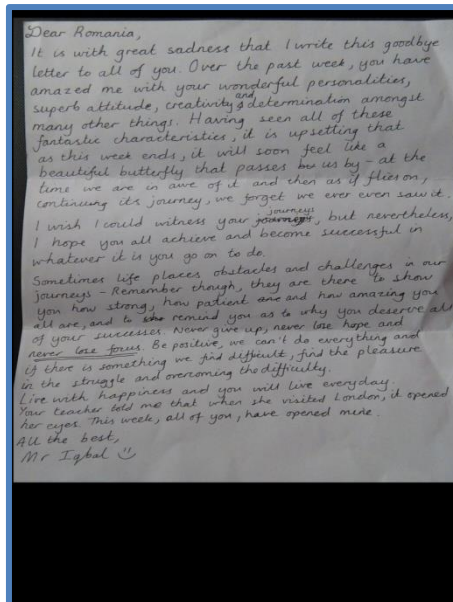 Dear Romania,
It is with great sadness that I write this goodbye
letter to all of you. Over the past week, you have
amazed me with your wonderful personalities,
superb attitude, creativity and determination amongst
many other things. Having seen all of these
fantastic characteristics, it is upsetting that
as this week ends, it will soon feel like a
beautiful butterfly that passes us by - at the
time we are in awe of it and then as it flies on,
continuing its journey, we forget we ever even saw it.
I wish I could witness your journeys, but nevertheless,
I hope you all achieve and become successful in
whatever it is you go on to do.
Sometimes life places obstacles and challenges in our
journeys - Remember though, they are there to show
you how strong, how patient and how amazing you
all are, and to remind you as to why you deserve all
of your successes. Never give up, never lose hope and
never lose focus. Be positive, we can't do everything and
if there is something we find difficult, find the pleasure
in the struggle and overcoming the difficulty.
Live with happiness and you will live everyday.
Your teacher told me that when she visited London, it opened
her eyes. This week, all of you, have opened mine.
All the best,
Mr Iqbal